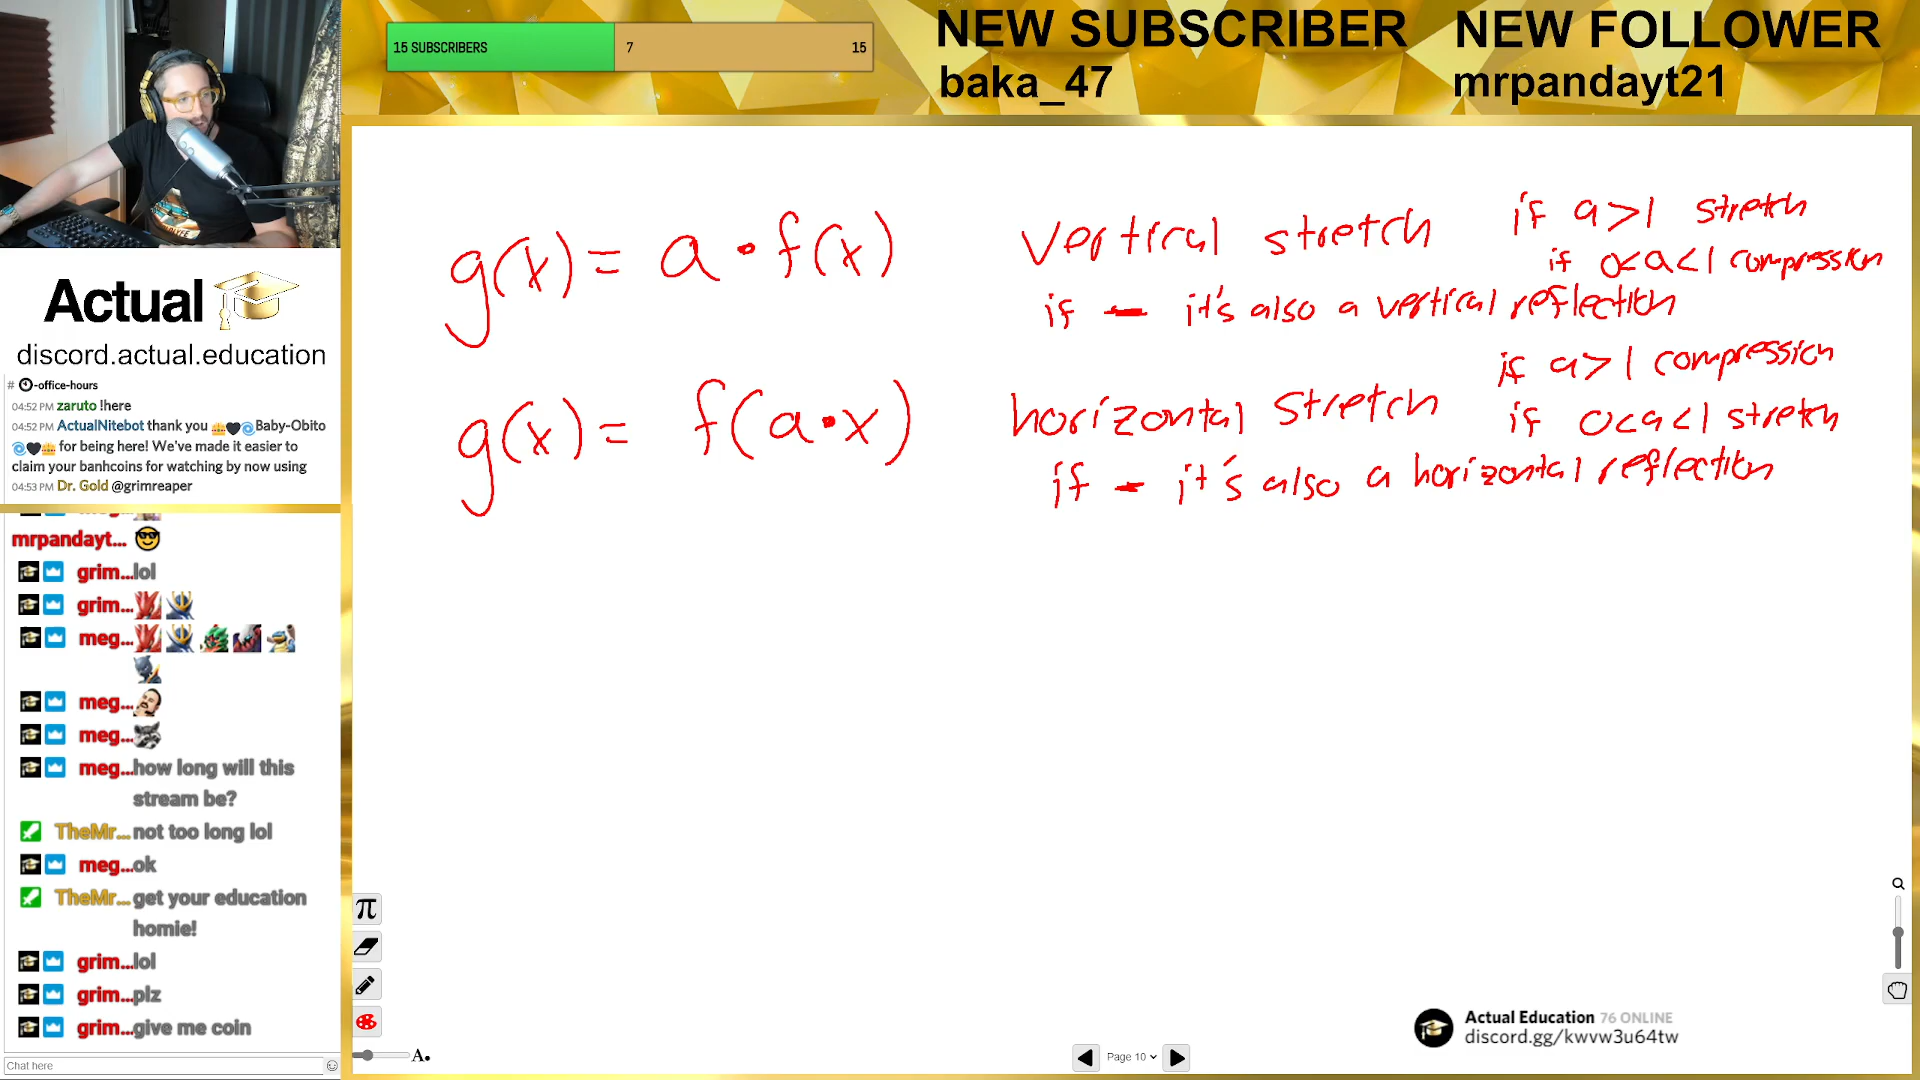 15 SUBSCRIBERS
7
15
NEW SUBSCRIBER
baka_47
NEW FOLLOWER
mrpandayt21
Actual
discord.actual.education
# -office-hours
04:52 PM zaruto !here
04:52 PM ActualNitebot thank you Baby-Obito
for being here! We've made it easier to
claim your banhcoins for watching by now using
04:53 PM Dr. Gold @grimreaper
mrpandayt...
grim...lol
grim...
meg...
meg...
meg...
meg...how long will this
stream be?
TheMr...not too long lol
meg...ok
TheMr...get your education
homie!
grim...lol
grim...plz
grim...give me coin
Chat here
g(x) = a · f(x)
vertical stretch
if a > 1 stretch
if 0<a<1 compression
if - it's also a vertical reflection
g(x) = f(a·x)
horizontal stretch
if a > 1 compression
if 0<a<1 stretch
if - it's also a horizontal reflection
π
A.
Page 10
Actual Education 76 ONLINE
discord.gg/kwvw3u64tw